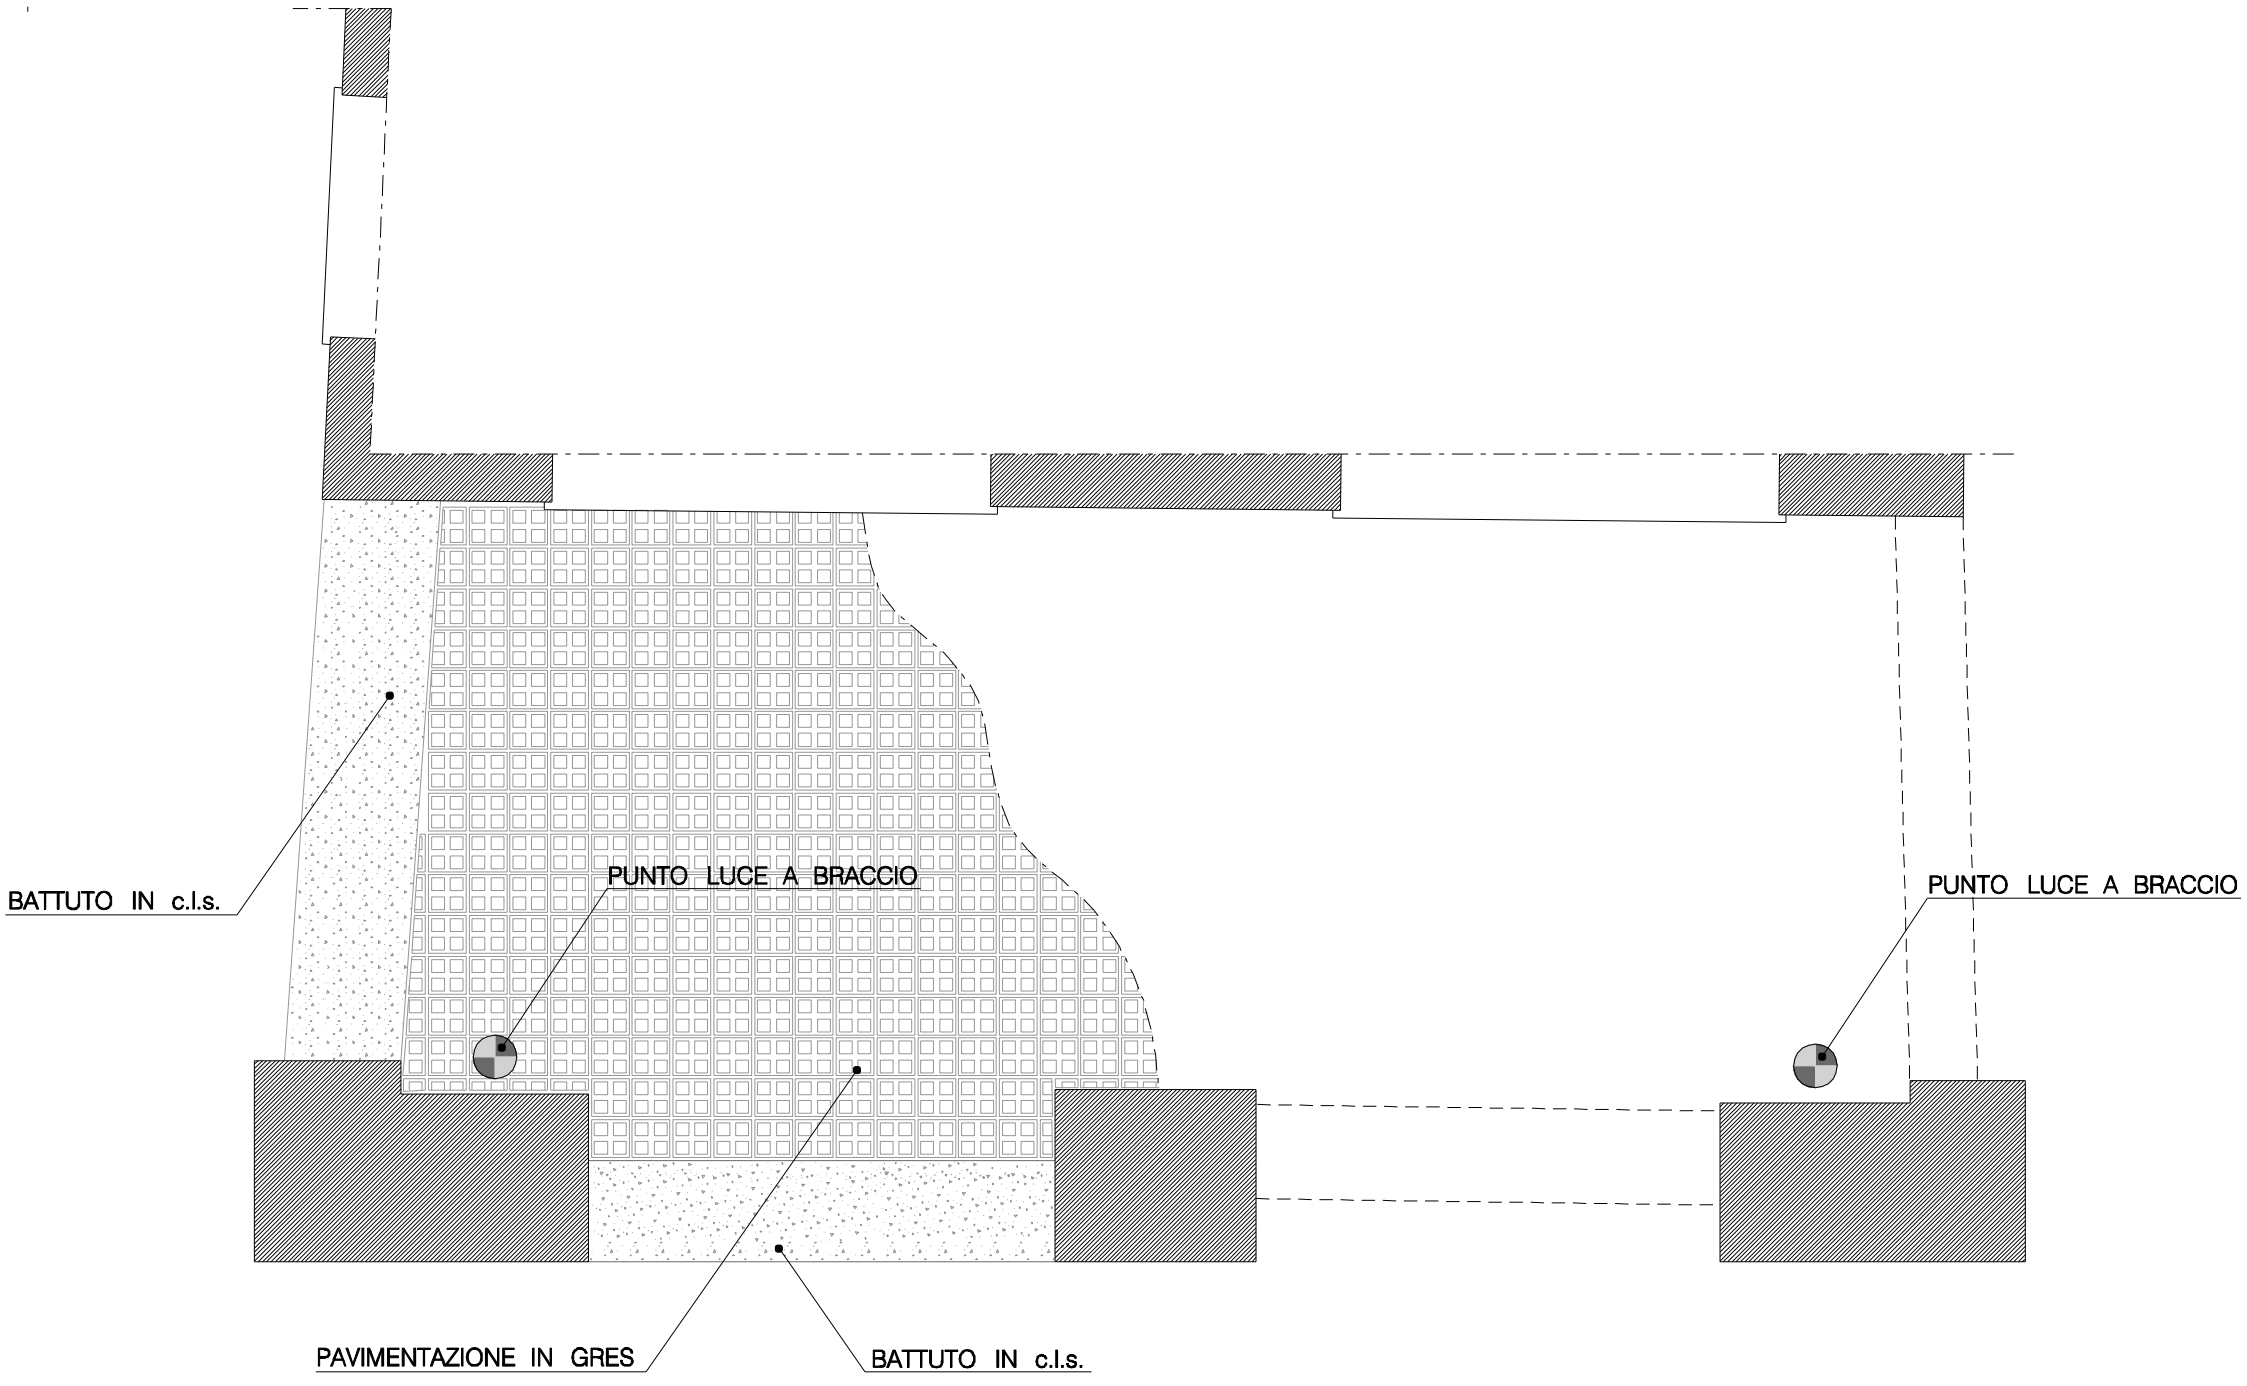 PUNTO LUCE A BRACCIO
PUNTO LUCE A BRACCIO
BATTUTO IN c.l.s.
PAVIMENTAZIONE IN GRES
BATTUTO IN c.l.s.